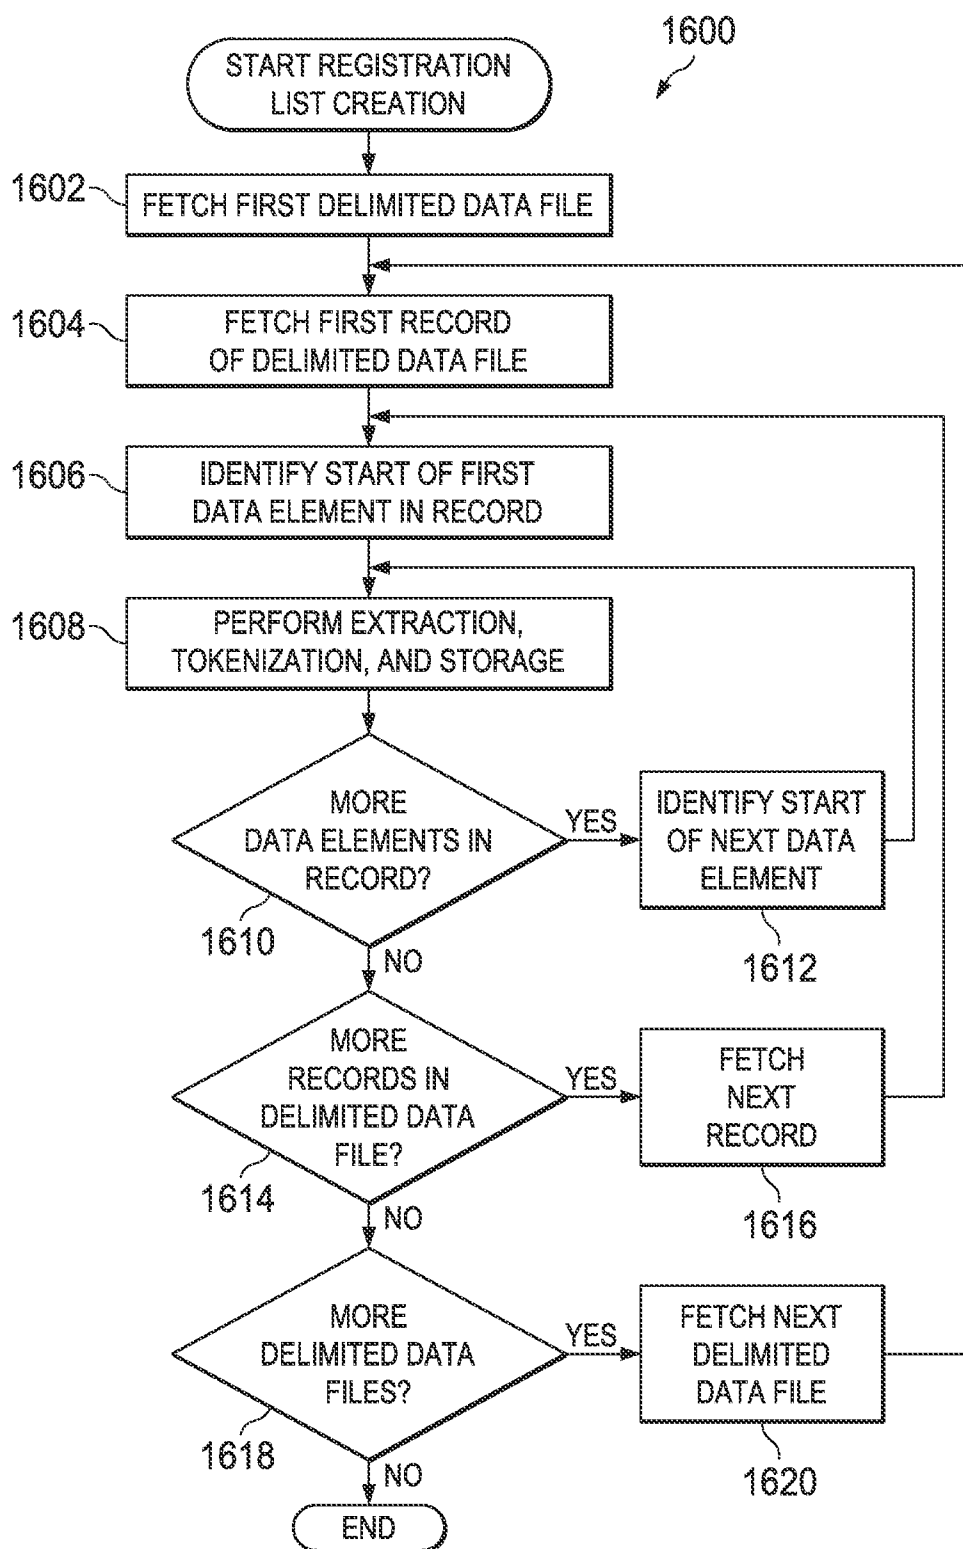 1600
START REGISTRATION
LIST CREATION
1602
FETCH FIRST DELIMITED DATA FILE
1604
FETCH FIRST RECORD
OF DELIMITED DATA FILE
1606
IDENTIFY START OF FIRST
DATA ELEMENT IN RECORD
1608
PERFORM EXTRACTION,
TOKENIZATION, AND STORAGE
MORE
DATA ELEMENTS IN
RECORD?
1610
YES
IDENTIFY START
OF NEXT DATA
ELEMENT
1612
NO
MORE
RECORDS IN
DELIMITED DATA
FILE?
1614
YES
FETCH
NEXT
RECORD
1616
NO
MORE
DELIMITED DATA
FILES?
1618
YES
FETCH NEXT
DELIMITED
DATA FILE
1620
NO
END